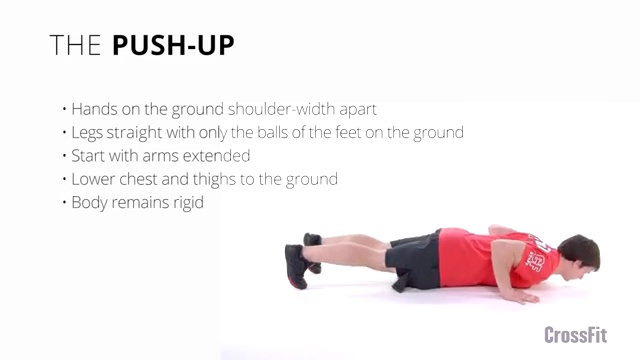 THE PUSH-UP
• Hands on the ground shoulder-width apart
• Legs straight with only the balls of the feet on the ground
• Start with arms extended
• Lower chest and thighs to the ground
• Body remains rigid
CrossFit